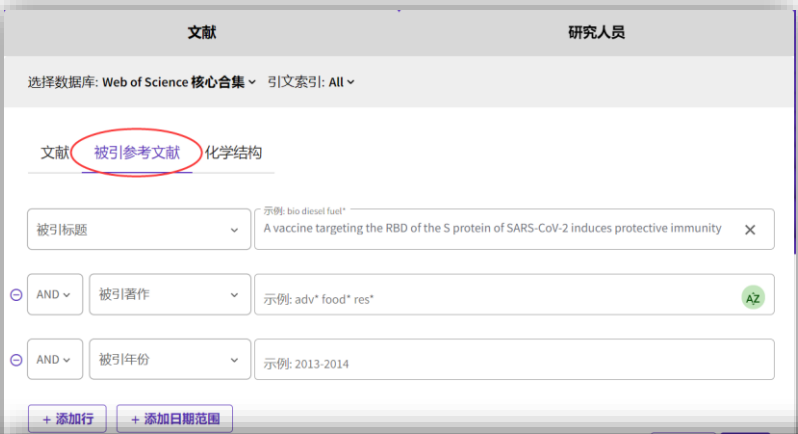 文献 研究人员
选择数据库: Web of Science 核心合集 引文索引: All
文献 被引参考文献 化学结构
示例: bio diesel fuel*
被引标题 A vaccine targeting the RBD of the S protein of SARS-CoV-2 induces protective immunity
AND 被引著作 示例: adv* food* res* AZ
AND 被引年份 示例: 2013-2014
+ 添加行 + 添加日期范围